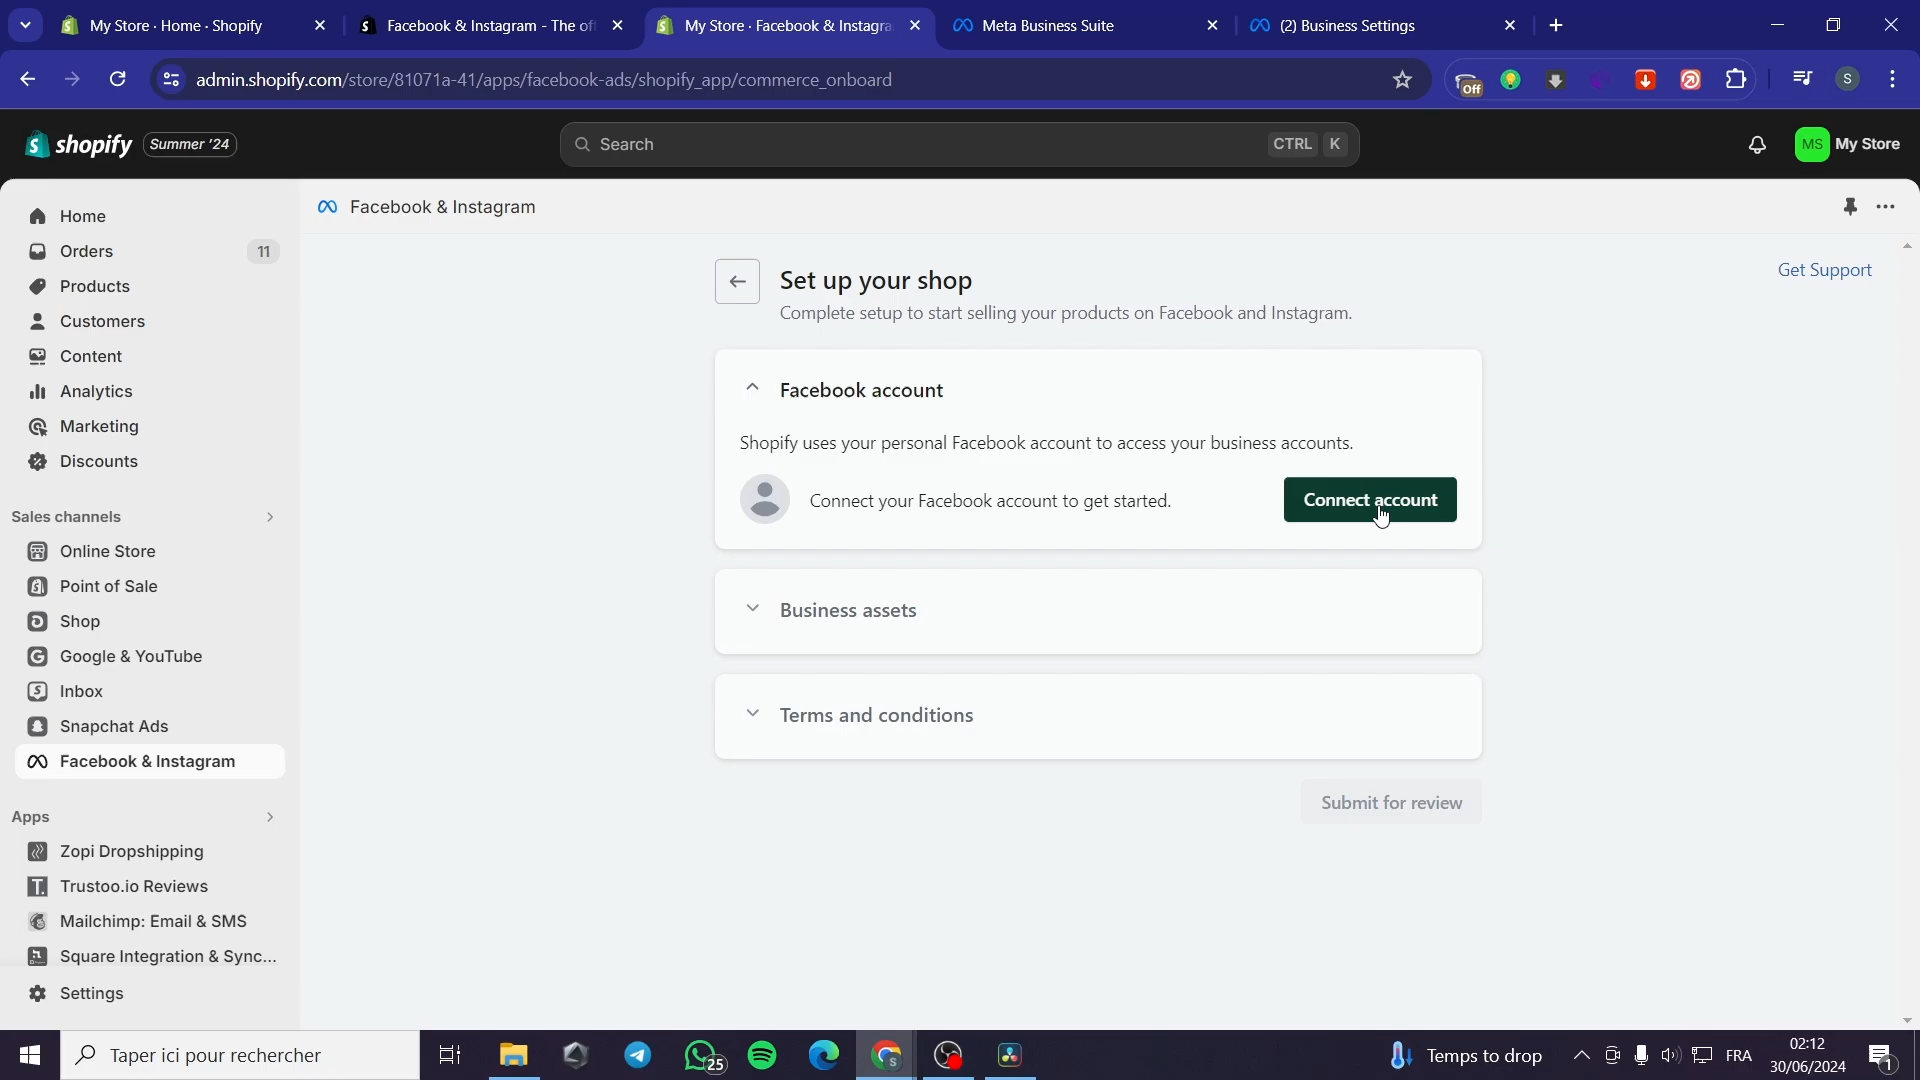 My Store · Home · Shopify
Facebook & Instagram - The of
My Store · Facebook & Instagra
Meta Business Suite
(2) Business Settings
admin.shopify.com/store/81071a-41/apps/facebook-ads/shopify_app/commerce_onboard
Off
S
shopify
Summer '24
Search
CTRL K
MS
My Store
Home
Orders
11
Products
Customers
Content
Analytics
Marketing
Discounts
Sales channels
Online Store
Point of Sale
Shop
Google & YouTube
Inbox
Snapchat Ads
Facebook & Instagram
Apps
Zopi Dropshipping
Trustoo.io Reviews
Mailchimp: Email & SMS
Square Integration & Sync...
Settings
Facebook & Instagram
Get Support
Set up your shop
Complete setup to start selling your products on Facebook and Instagram.
Facebook account
Shopify uses your personal Facebook account to access your business accounts.
Connect your Facebook account to get started.
Connect account
Business assets
Terms and conditions
Submit for review
Taper ici pour rechercher
25
S
Temps to drop
FRA
02:12
30/06/2024
1